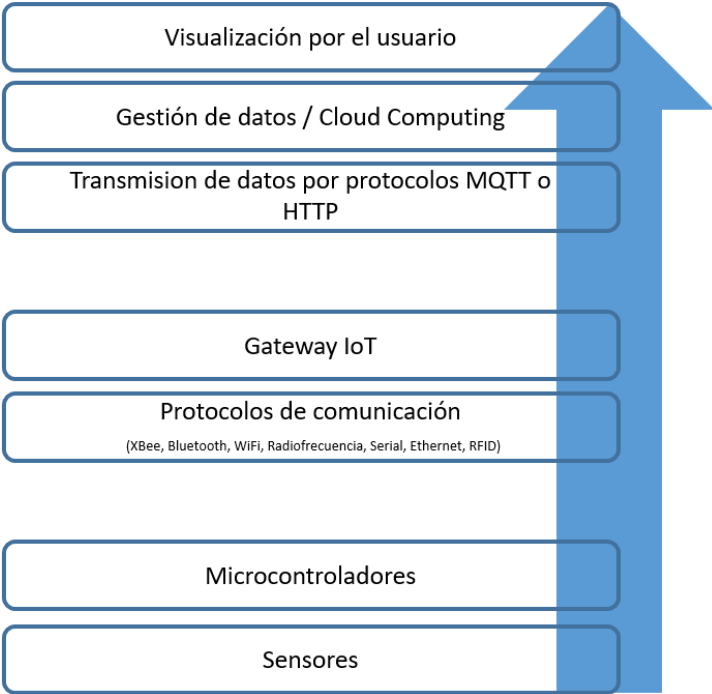 Visualización por el usuario
Gestión de datos / Cloud Computing
Transmision de datos por protocolos MQTT o
HTTP
Gateway IoT
Protocolos de comunicación
(XBee, Bluetooth, WiFi, Radiofrecuencia, Serial, Ethernet, RFID)
Microcontroladores
Sensores